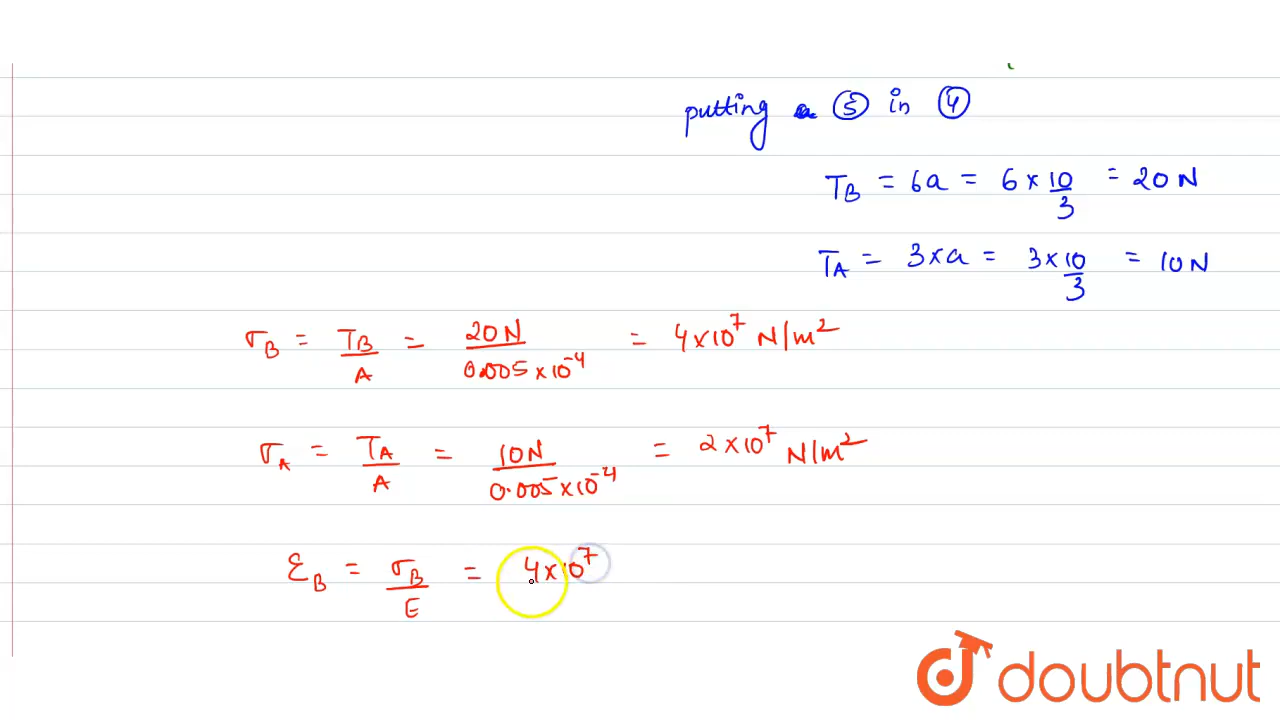 putting ⑤ in ④
T_B = 6a = 6 × 10/3 = 20 N
T_A = 3×a = 3×10/3 = 10N
σ_B = T_B/A = 20N/0.005×10^-4 = 4×10^7 N/m^2
σ_A = T_A/A = 10N/0.005×10^-4 = 2×10^7 N/m^2
ε_B = σ_B/E = 4×10^7
doubtnut